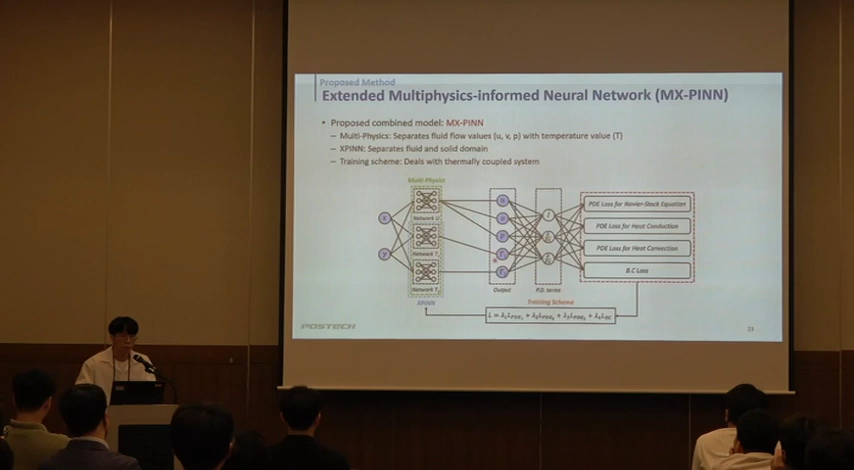 Proposed Method
Extended Multiphysics-informed Neural Network (MX-PINN)
• Proposed combined model: MX-PINN
– Multi-Physics: Separates fluid flow values (u, v, p) with temperature value (T)
– XPINN: Separates fluid and solid domain
– Training scheme: Deals with thermally coupled system
Multi-Physics
x
y
Network U
Network T
Network T
XPINN
Output
P.D. terms
PDE Loss for Navier-Stock Equation
PDE Loss for Heat Conduction
PDE Loss for Heat Convection
B.C Loss
Training Scheme
POSTECH
23